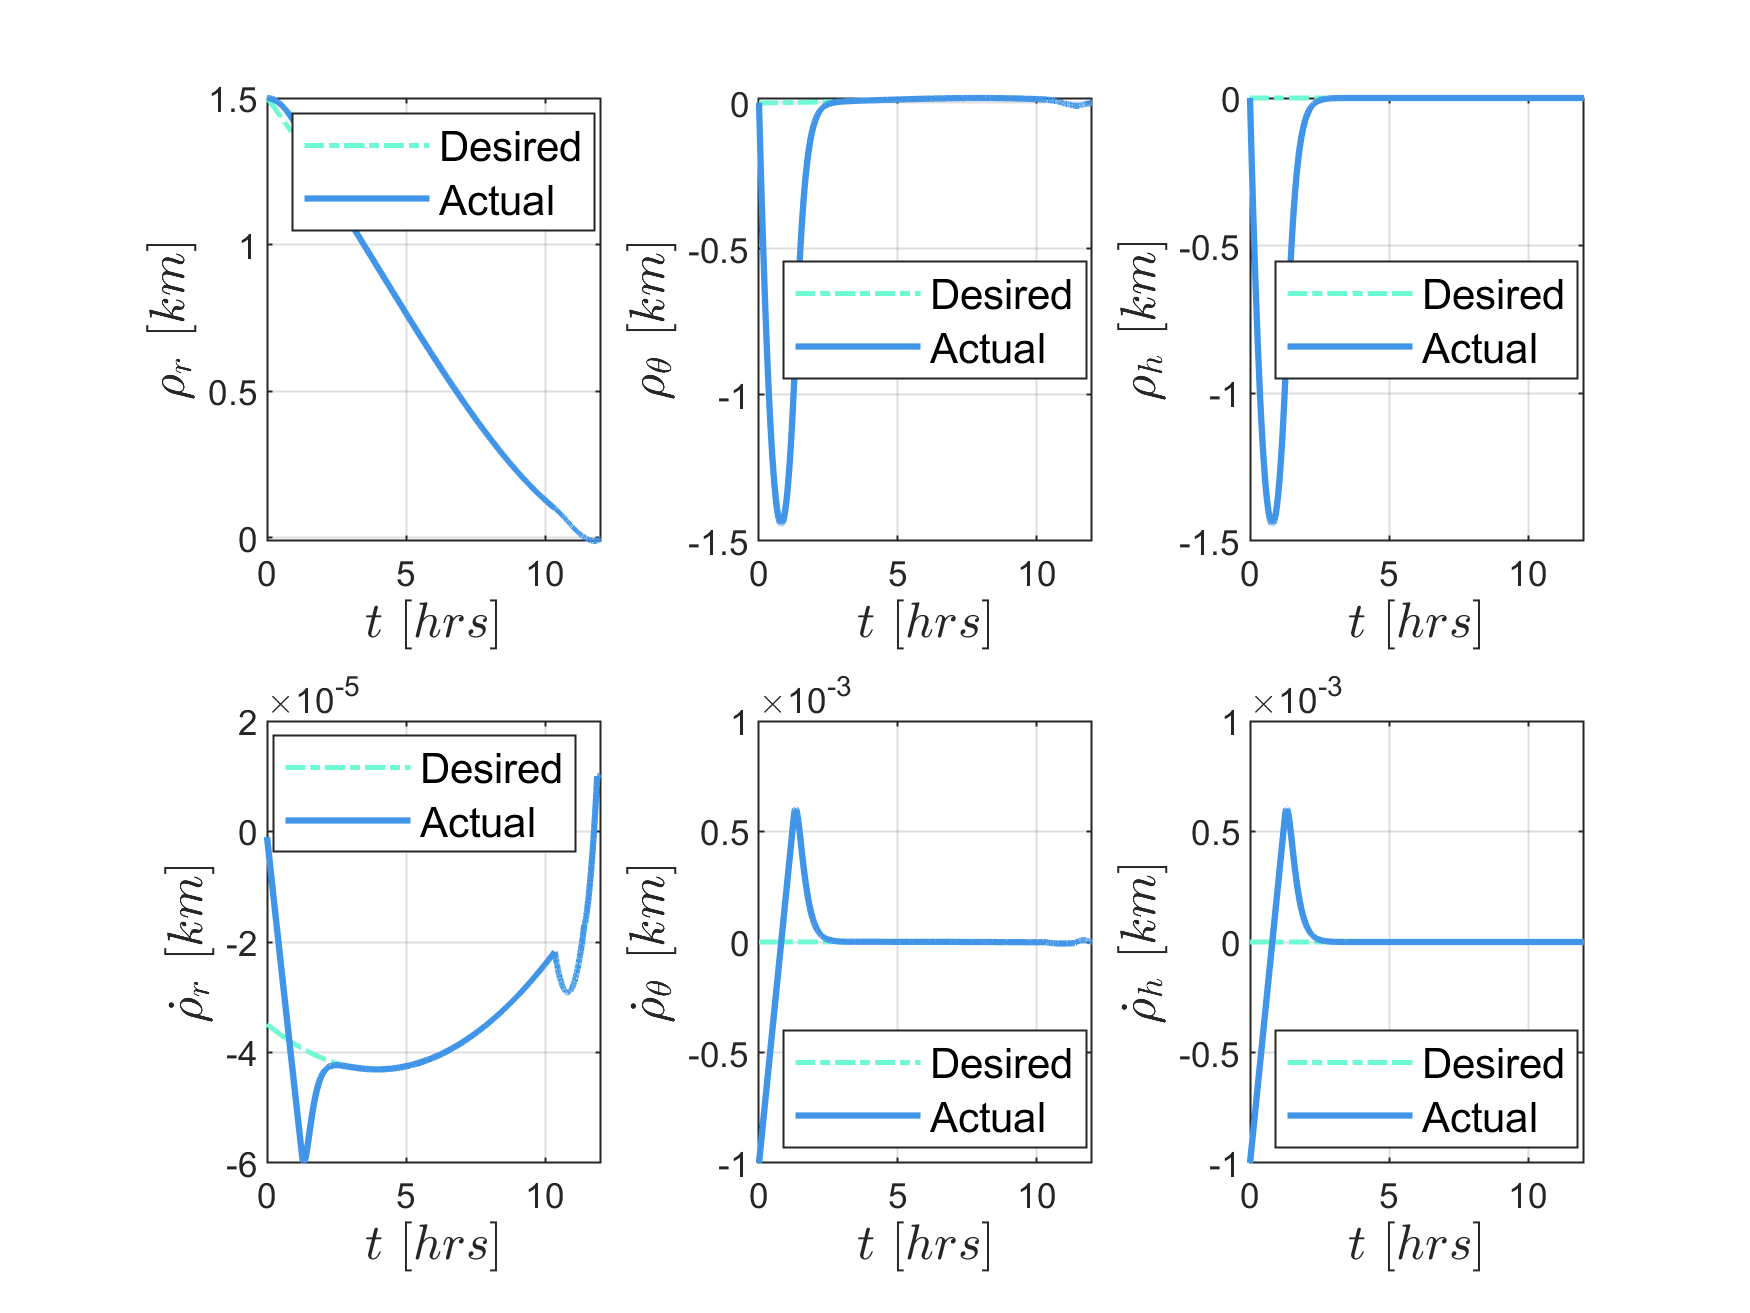 1.5
1
0.5
0
ρ_r [km]
Desired
Actual
0 5 10
t [hrs]
0
-0.5
-1
-1.5
ρ_θ [km]
Desired
Actual
0 5 10
t [hrs]
0
-0.5
-1
-1.5
ρ_h [km]
Desired
Actual
0 5 10
t [hrs]
×10^-5
2
0
-2
-4
-6
ρ̇_r [km]
Desired
Actual
0 5 10
t [hrs]
×10^-3
1
0.5
0
-0.5
-1
ρ̇_θ [km]
Desired
Actual
0 5 10
t [hrs]
×10^-3
1
0.5
0
-0.5
-1
ρ̇_h [km]
Desired
Actual
0 5 10
t [hrs]